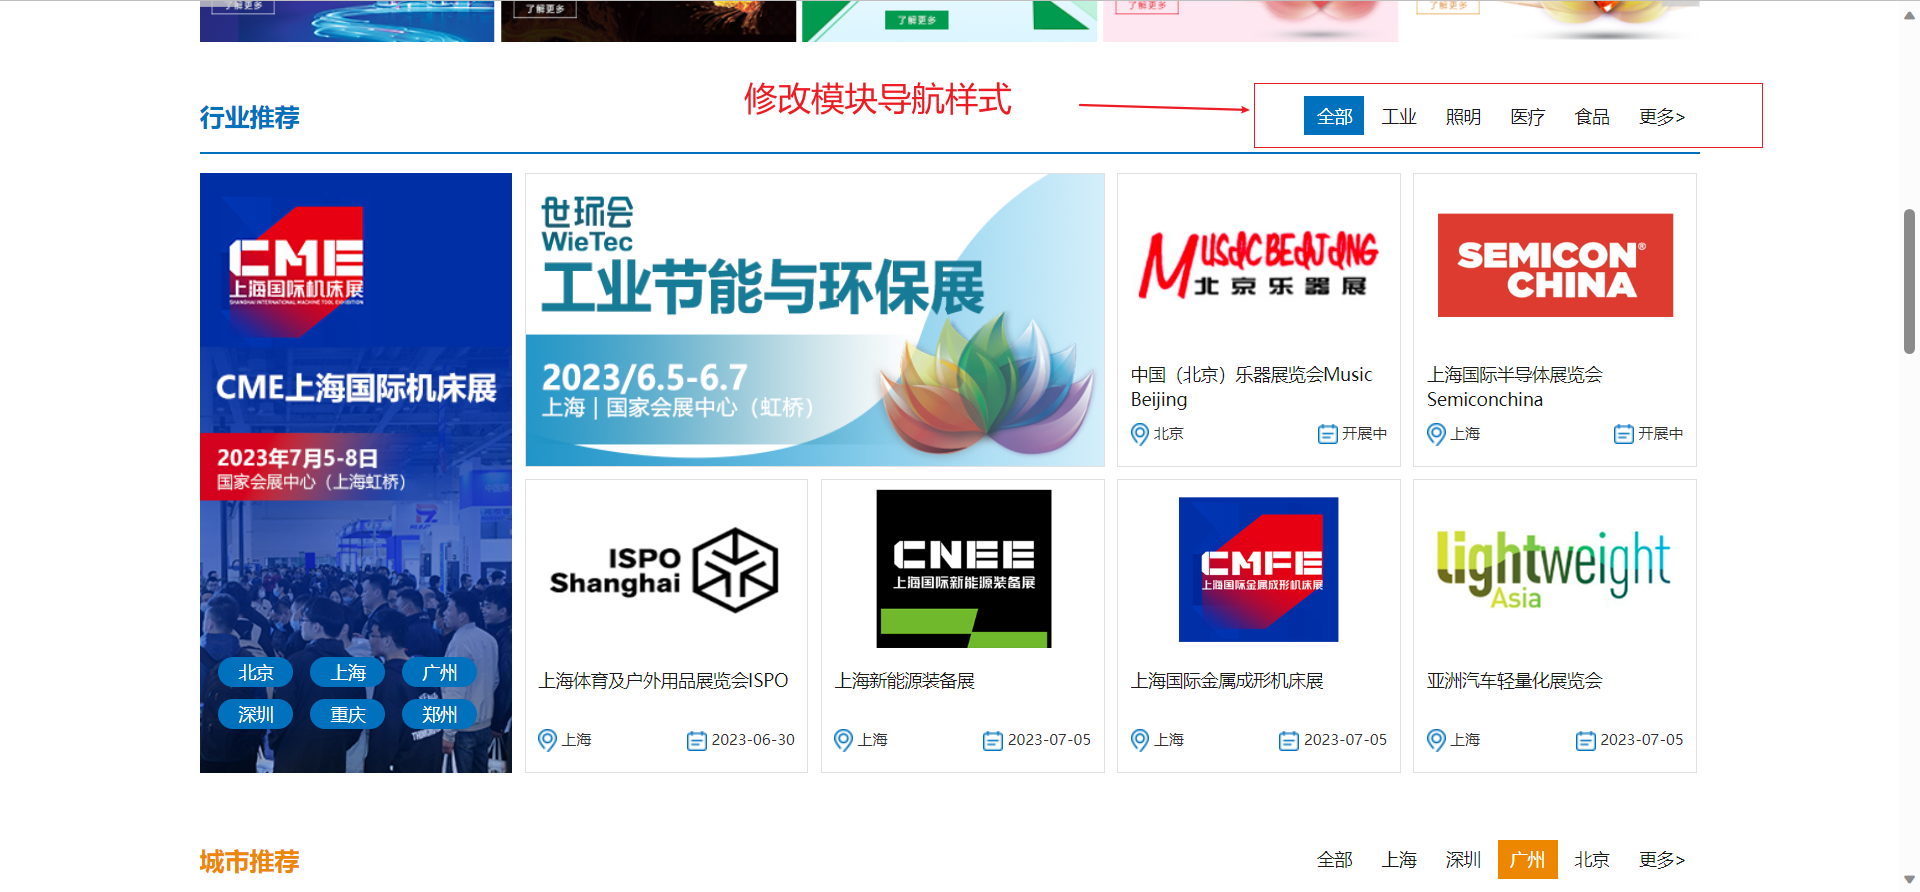 了解更多
了解更多
了解更多
了解更多
了解更多
修改模块导航样式
行业推荐
全部 工业 照明 医疗 食品 更多>
CME
上海国际机床展
SHANGHAI INTERNATIONAL MACHINE TOOL EXHIBITION
CME上海国际机床展
2023年7月5-8日
国家会展中心（上海虹桥）
北京 上海 广州
深圳 重庆 郑州
世环会
WieTec
工业节能与环保展
2023/6.5-6.7
上海 | 国家会展中心（虹桥）
MUSIC BEIJING
北京乐器展
中国（北京）乐器展览会Music
Beijing
北京 开展中
SEMICON®
CHINA
上海国际半导体展览会
Semiconchina
上海 开展中
ISPO
Shanghai
上海体育及户外用品展览会ISPO
上海 2023-06-30
CNEE
上海国际新能源装备展
上海新能源装备展
上海 2023-07-05
CMFE
上海国际金属成形机床展
上海国际金属成形机床展
上海 2023-07-05
lightweight
Asia
亚洲汽车轻量化展览会
上海 2023-07-05
城市推荐
全部 上海 深圳 广州 北京 更多>